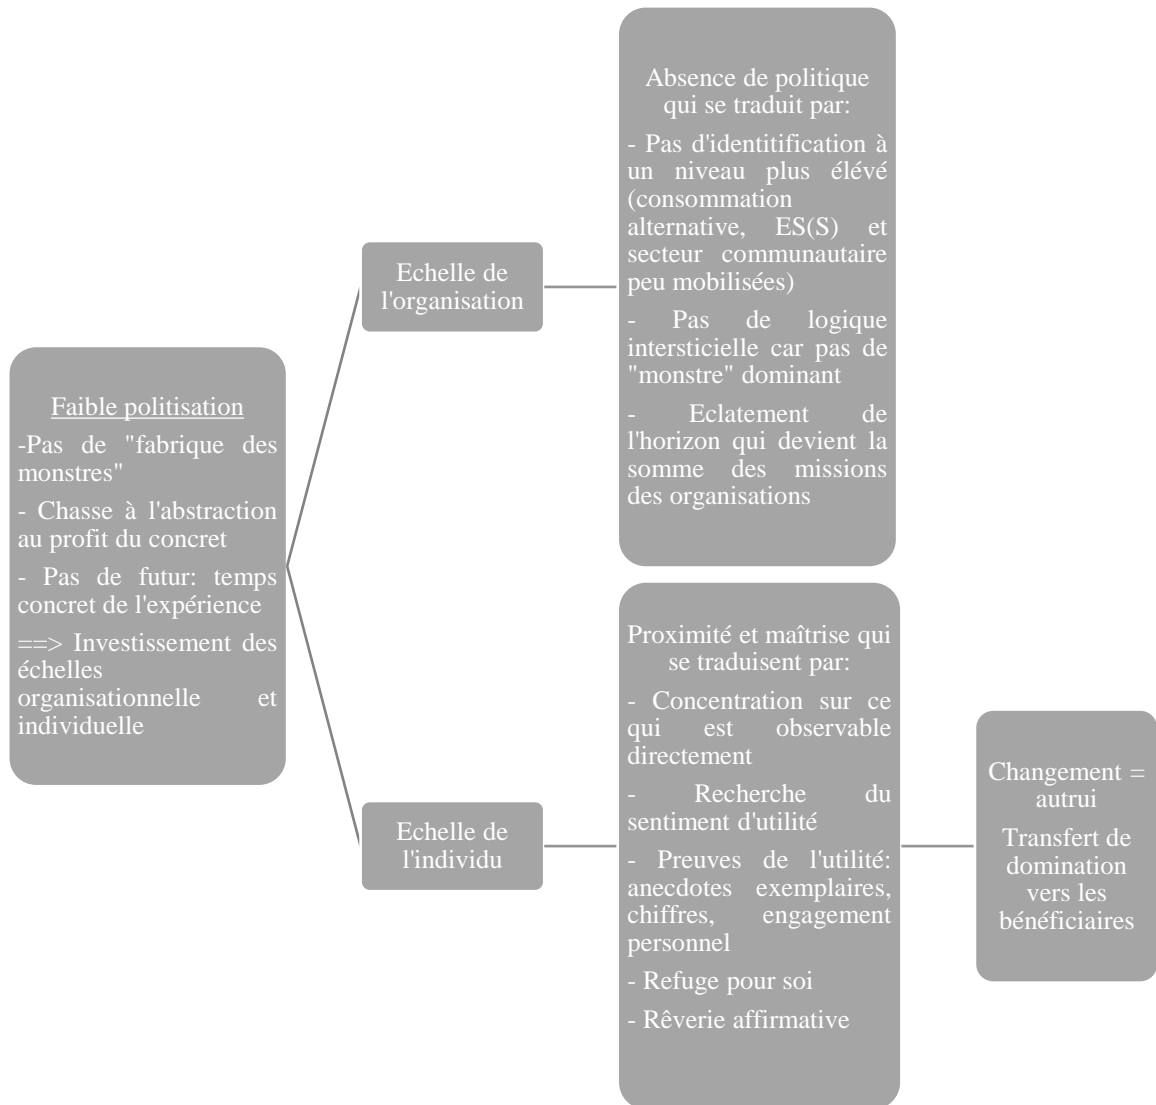 Faible politisation
-Pas de "fabrique des
monstres"
- Chasse à l'abstraction
au profit du concret
- Pas de futur: temps
concret de l'expérience
==> Investissement des
échelles
organisationnelle et
individuelle
Echelle de
l'organisation
Absence de politique
qui se traduit par:
- Pas d'identitification à
un niveau plus élévé
(consommation
alternative, ES(S) et
secteur communautaire
peu mobilisées)
- Pas de logique
intersticielle car pas de
"monstre" dominant
- Eclatement de
l'horizon qui devient la
somme des missions
des organisations
Echelle de
l'individu
Proximité et maîtrise qui
se traduisent par:
- Concentration sur ce
qui est observable
directement
- Recherche du
sentiment d'utilité
- Preuves de l'utilité:
anecdotes exemplaires,
chiffres, engagement
personnel
- Refuge pour soi
- Rêverie affirmative
Changement =
autrui
Transfert de
domination
vers les
bénéficiaires